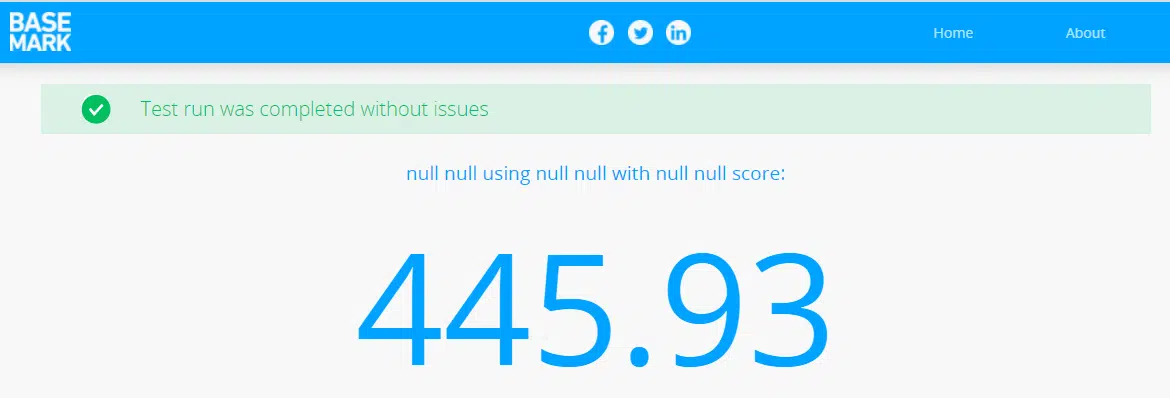 BASE
MARK
Home
About
Test run was completed without issues
null null using null null with null null score:
445.93